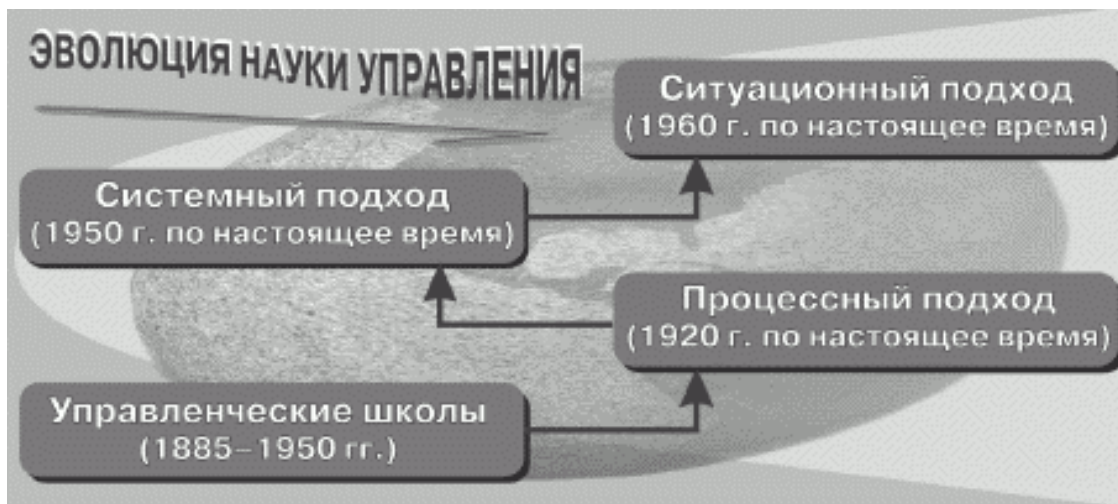 ЭВОЛЮЦИЯ НАУКИ УПРАВЛЕНИЯ
Ситуационный подход
(1960 г. по настоящее время)
Системный подход
(1950 г. по настоящее время)
Процессный подход
(1920 г. по настоящее время)
Управленческие школы
(1885–1950 гг.)